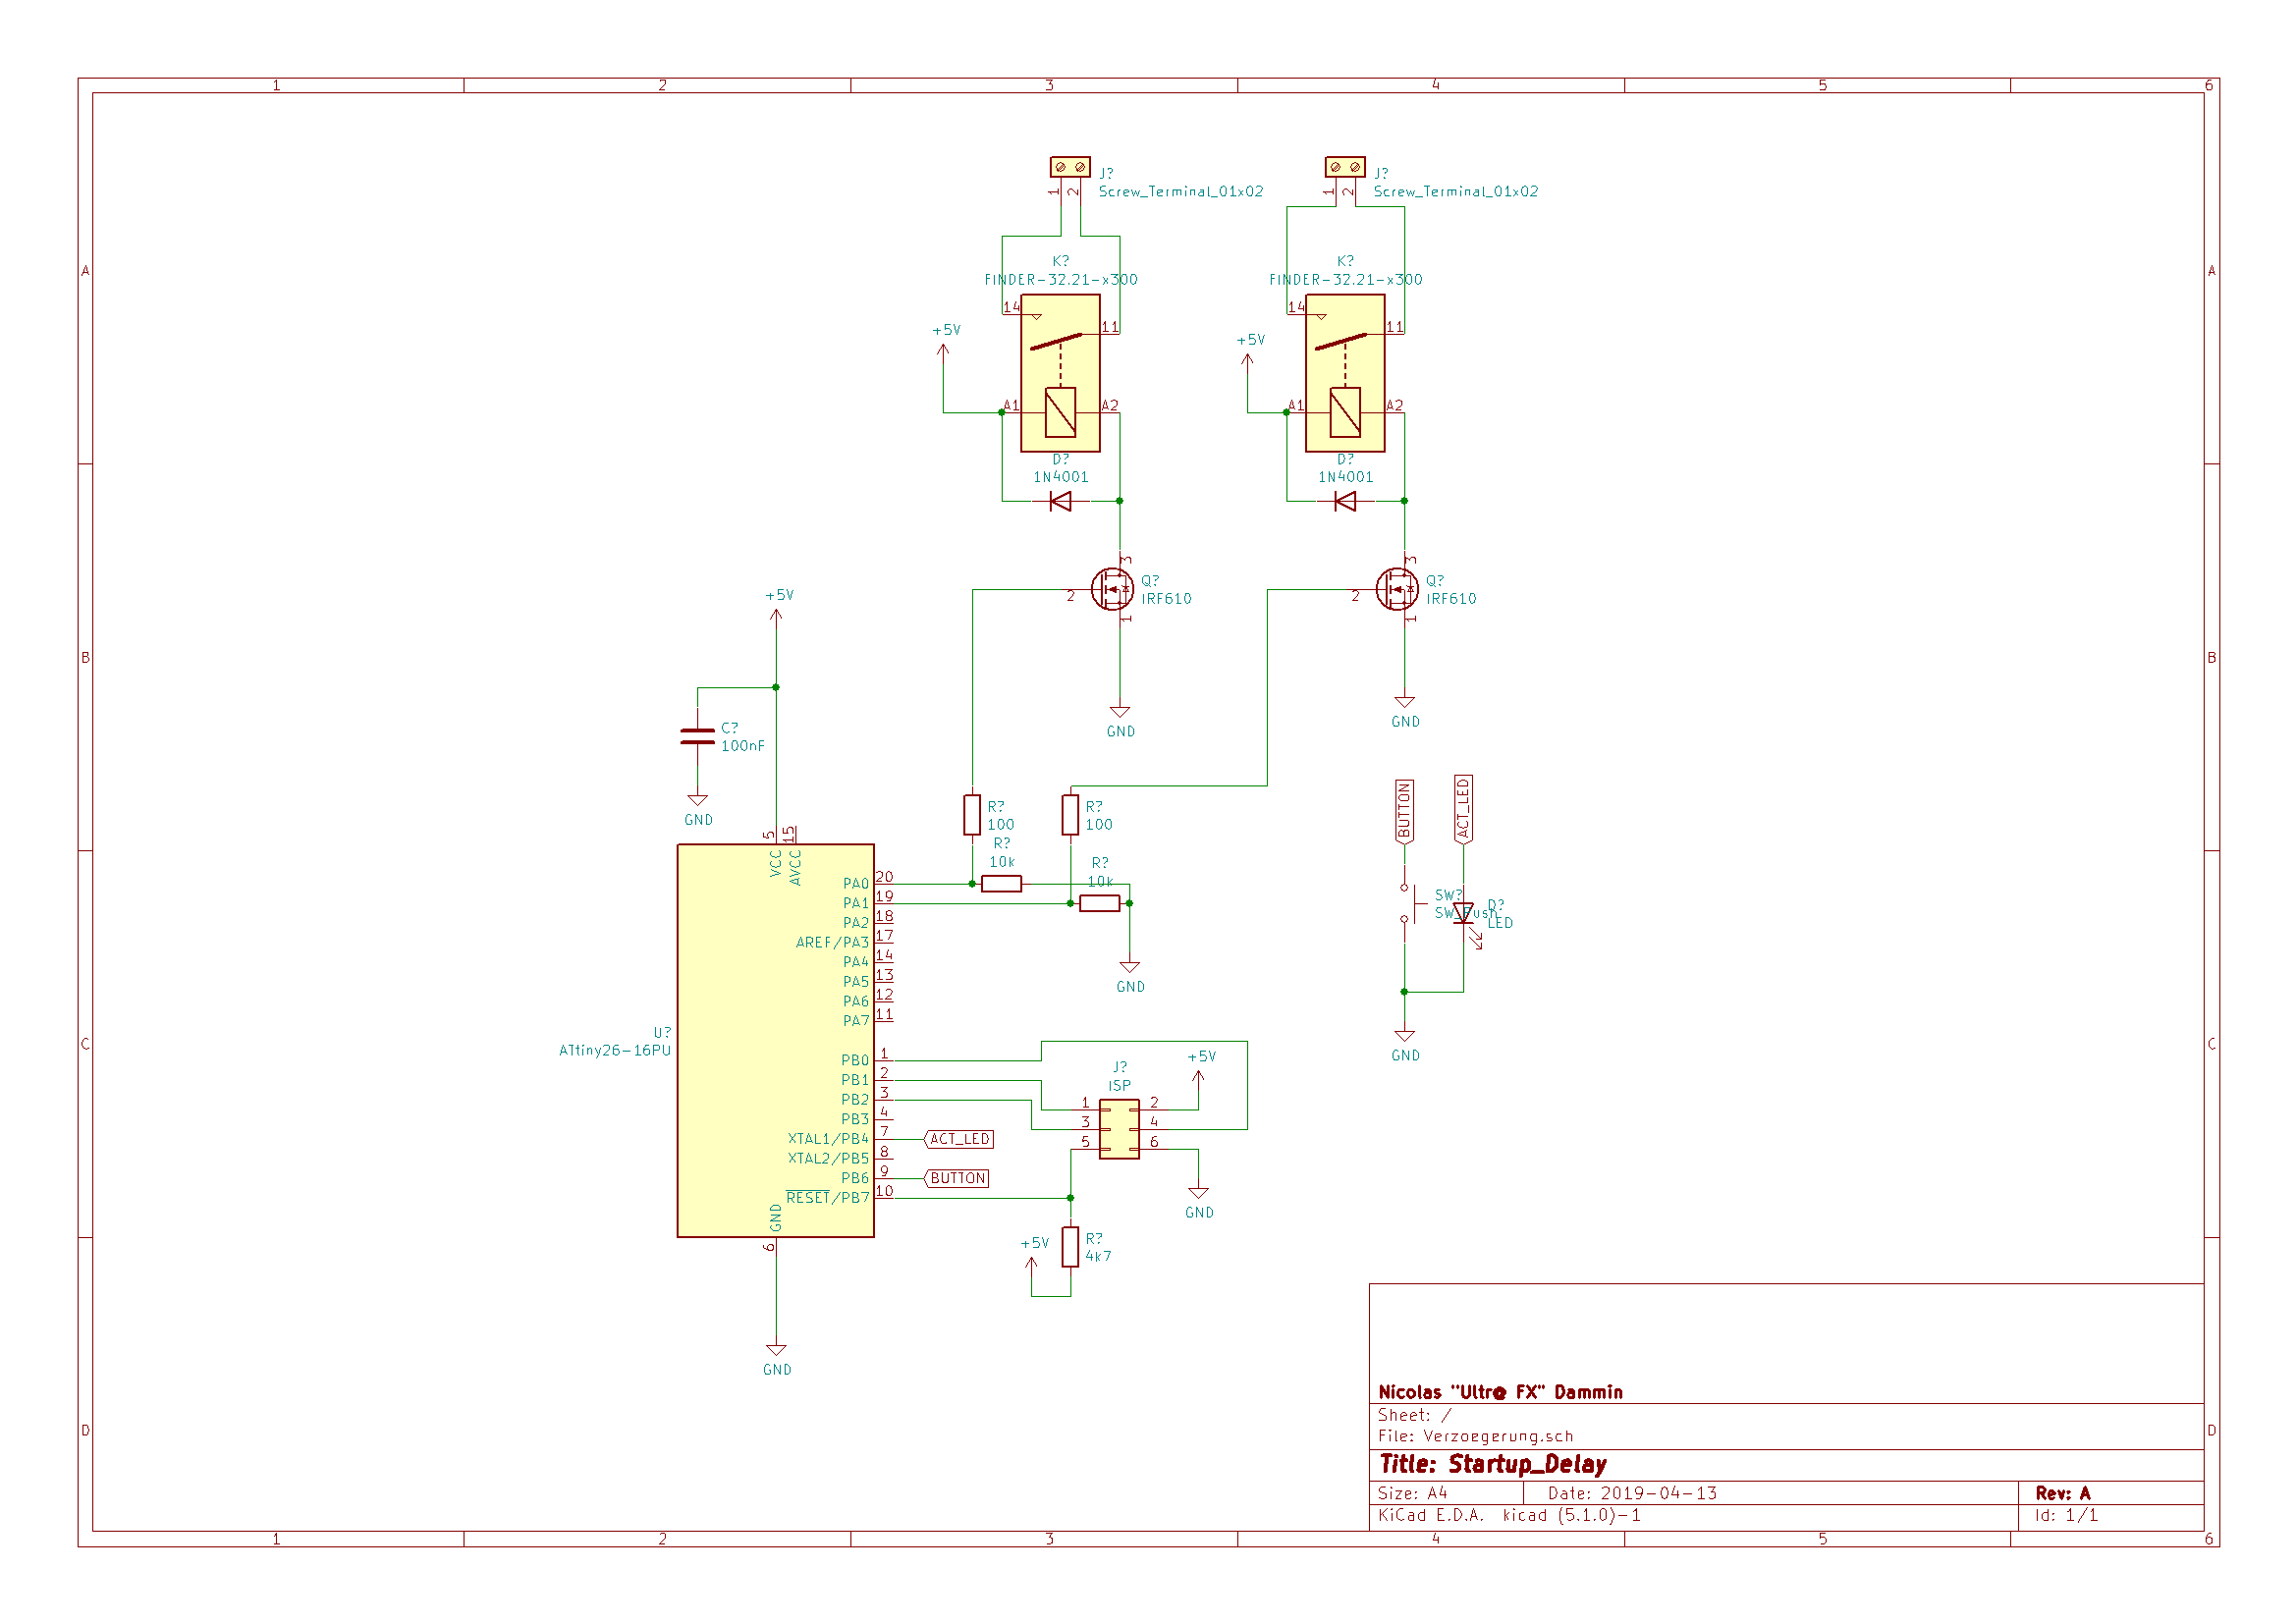 1 2 3 4 5 6
A A
B B
C C
D D
J?
Screw_Terminal_01x02
1 2
J?
Screw_Terminal_01x02
1 2
K?
FINDER-32.21-x300
14
11
A1
A2
+5V
K?
FINDER-32.21-x300
14
11
A1
A2
+5V
D?
1N4001
D?
1N4001
3
Q?
2
IRF610
1
GND
3
Q?
2
IRF610
1
GND
+5V
C?
100nF
GND
R?
100
R?
10k
R?
100
R?
10k
GND
BUTTON
ACT_LED
SW?
SW_Push
D?
LED
GND
5
15
VCC
AVCC
PA0 20
PA1 19
PA2 18
AREF/PA3 17
PA4 14
PA5 13
PA6 12
PA7 11
U?
ATtiny26-16PU
PB0 1
PB1 2
PB2 3
PB3 4
XTAL1/PB4 7
ACT_LED
XTAL2/PB5 8
PB6 9
BUTTON
RESET/PB7 10
GND
6
GND
J?
ISP
+5V
1 2
3 4
5 6
GND
R?
4k7
+5V
Nicolas "Ultr@ FX" Dammin
Sheet: /
File: Verzoegerung.sch
Title: Startup_Delay
Size: A4
Date: 2019-04-13
Rev: A
KiCad E.D.A. kicad (5.1.0)-1
Id: 1/1
1 2 3 4 5 6